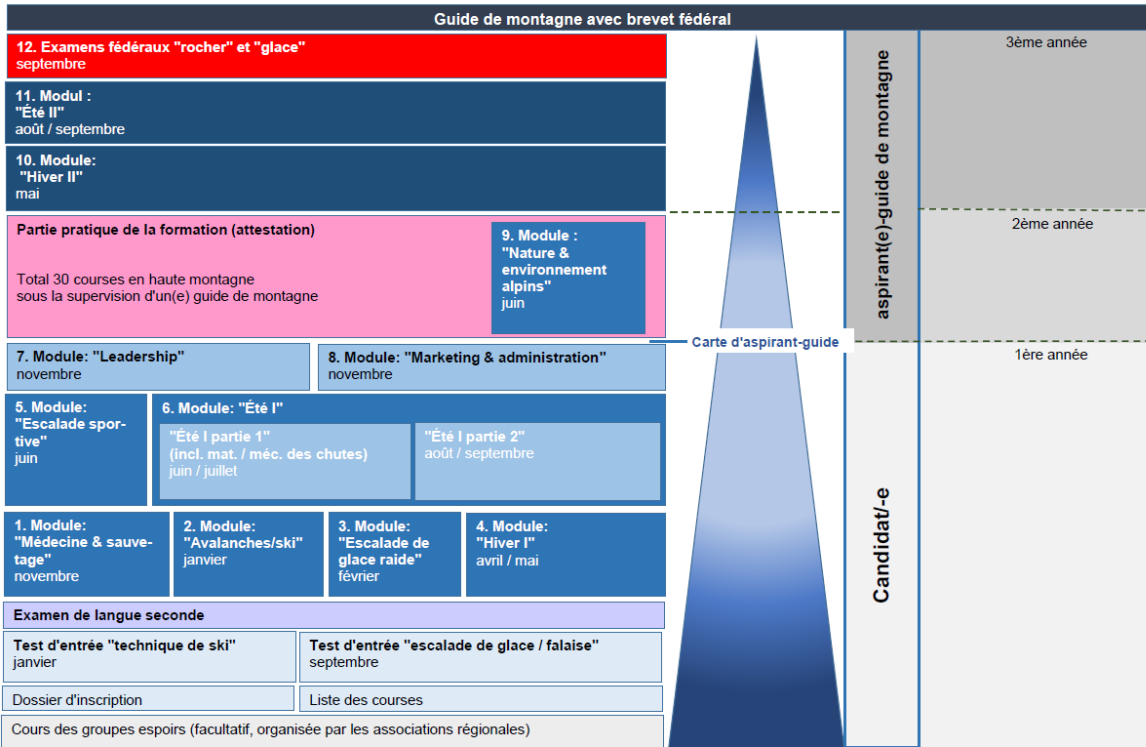 Guide de montagne avec brevet fédéral
12. Examens fédéraux "rocher" et "glace"
septembre
11. Modul :
"Été II"
août / septembre
10. Module:
"Hiver II"
mai
Partie pratique de la formation (attestation)
Total 30 courses en haute montagne
sous la supervision d'un(e) guide de montagne
9. Module :
"Nature &
environnement
alpins"
juin
7. Module: "Leadership"
novembre
8. Module: "Marketing & administration"
novembre
5. Module:
"Escalade spor-
tive"
juin
6. Module: "Été I"
"Été I partie 1"
(incl. mat. / méc. des chutes)
juin / juillet
"Été I partie 2"
août / septembre
1. Module:
"Médecine & sauve-
tage"
novembre
2. Module:
"Avalanches/ski"
janvier
3. Module:
"Escalade de
glace raide"
février
4. Module:
"Hiver I"
avril / mai
Examen de langue seconde
Test d'entrée "technique de ski"
janvier
Test d'entrée "escalade de glace / falaise"
septembre
Dossier d'inscription
Liste des courses
Cours des groupes espoirs (facultatif, organisée par les associations régionales)
Carte d'aspirant-guide
aspirant(e)-guide de montagne
Candidat/-e
3ème année
2ème année
1ère année